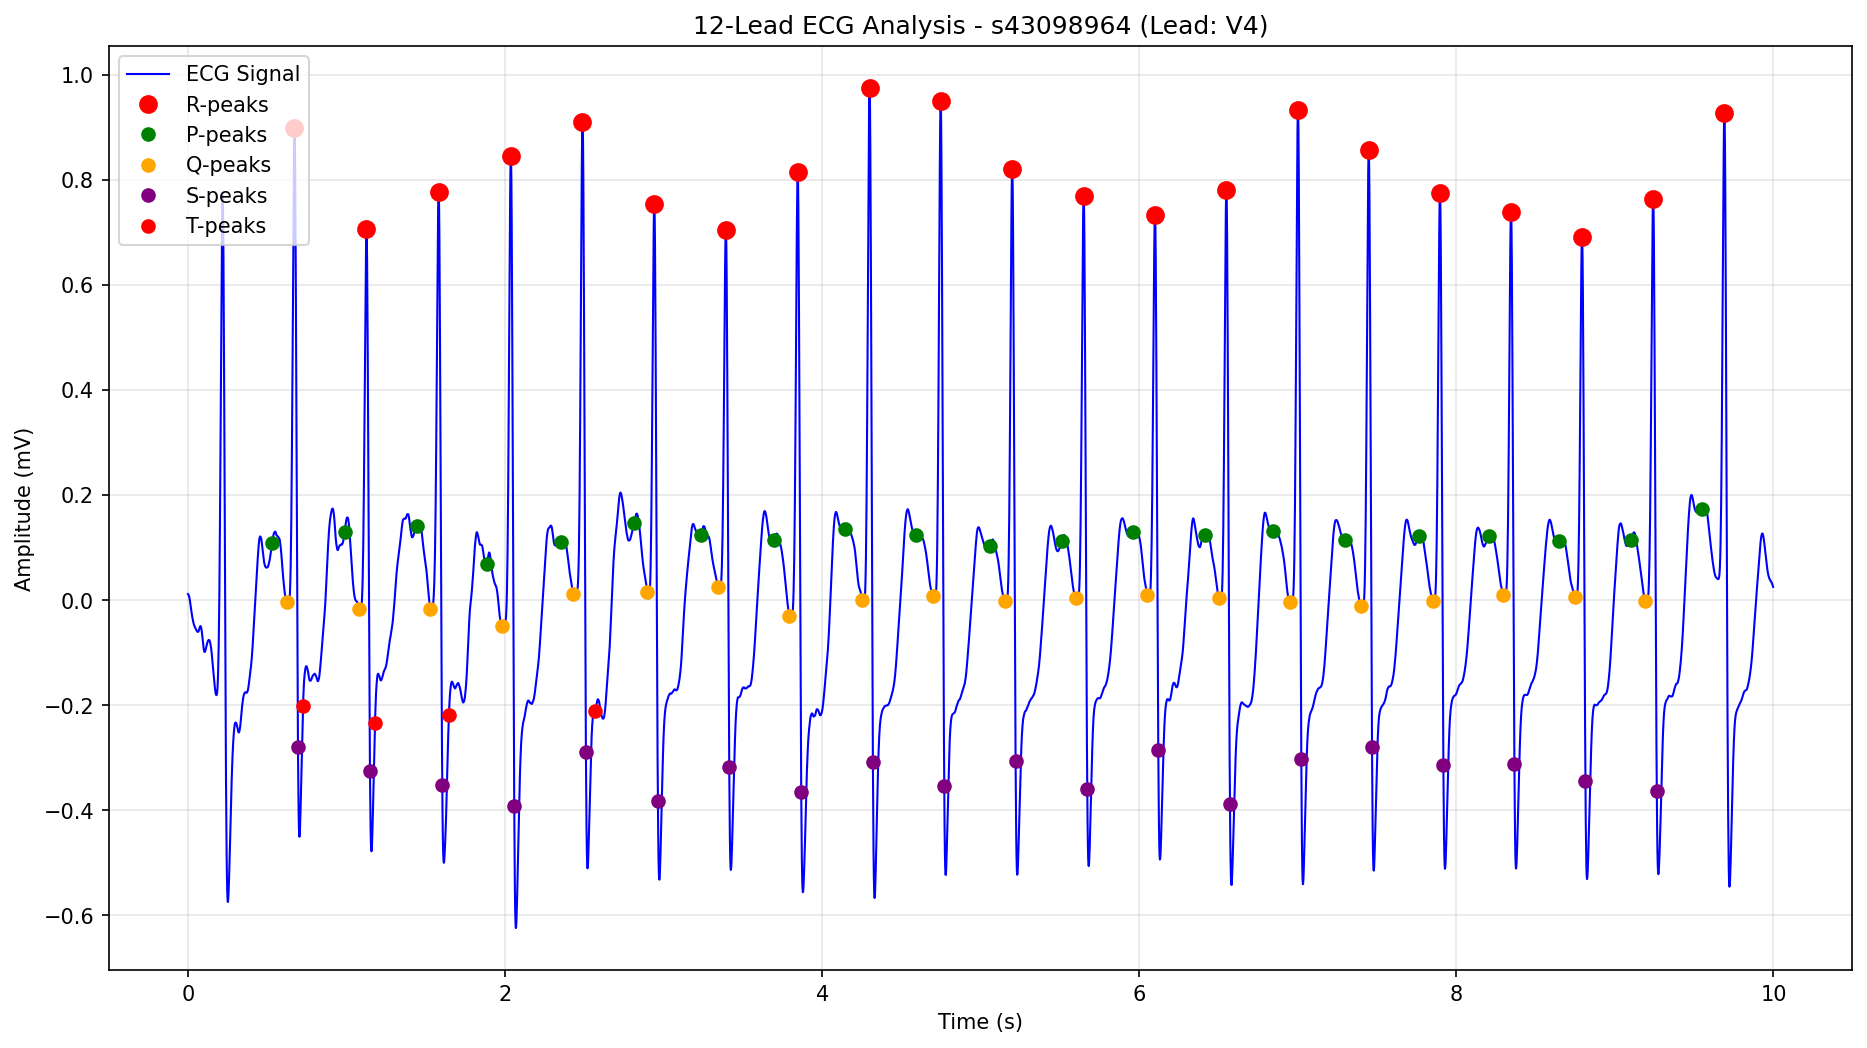 12-Lead ECG Analysis - s43098964 (Lead: V4)
ECG Signal
R-peaks
P-peaks
Q-peaks
S-peaks
T-peaks
Amplitude (mV)
1.0
0.8
0.6
0.4
0.2
0.0
−0.2
−0.4
−0.6
0 2 4 6 8 10
Time (s)